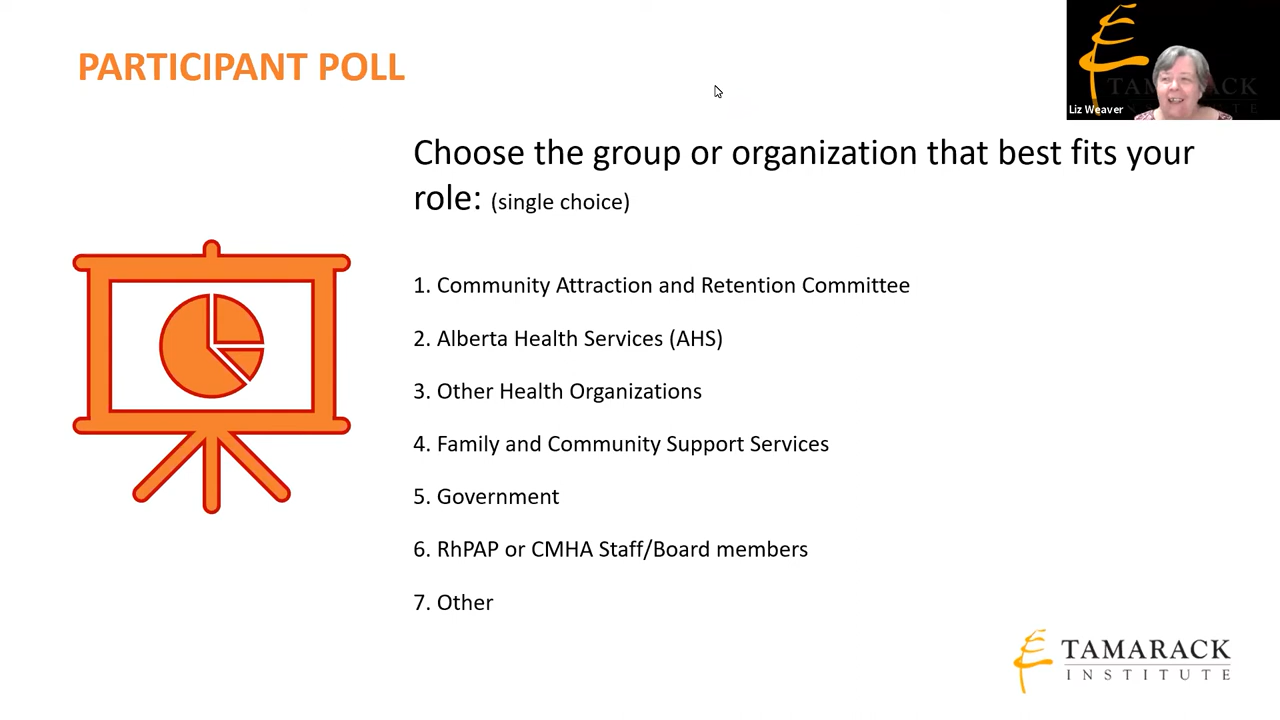 PARTICIPANT POLL
TAMARACK
INSTITUTE
Liz Weaver
Choose the group or organization that best fits your
role: (single choice)
1. Community Attraction and Retention Committee
2. Alberta Health Services (AHS)
3. Other Health Organizations
4. Family and Community Support Services
5. Government
6. RhPAP or CMHA Staff/Board members
7. Other
TAMARACK
INSTITUTE